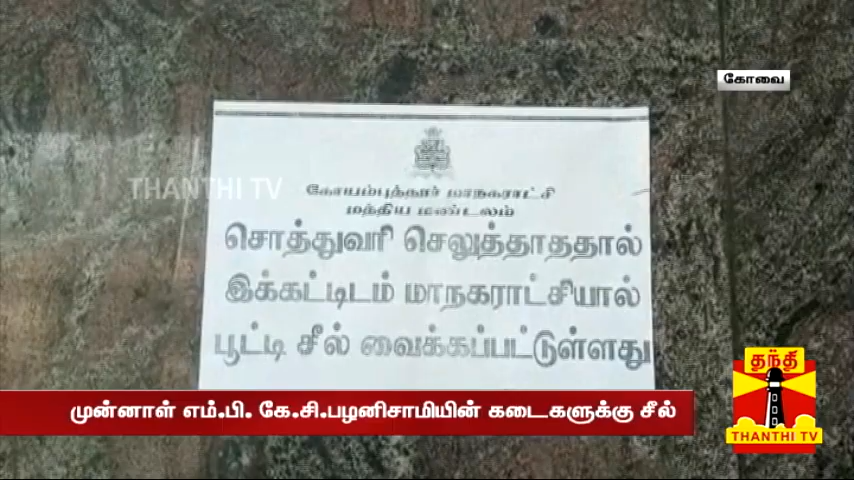 கோவை
THANTHI TV
கோயம்புத்தூர் மாநகராட்சி
மத்திய மண்டலம்
சொத்துவரி செலுத்தாததால்
இக்கட்டிடம் மாநகராட்சியால்
பூட்டி சீல் வைக்கப்பட்டுள்ளது
முன்னாள் எம்.பி. கே.சி.பழனிசாமியின் கடைகளுக்கு சீல்
தந்தி
THANTHI TV